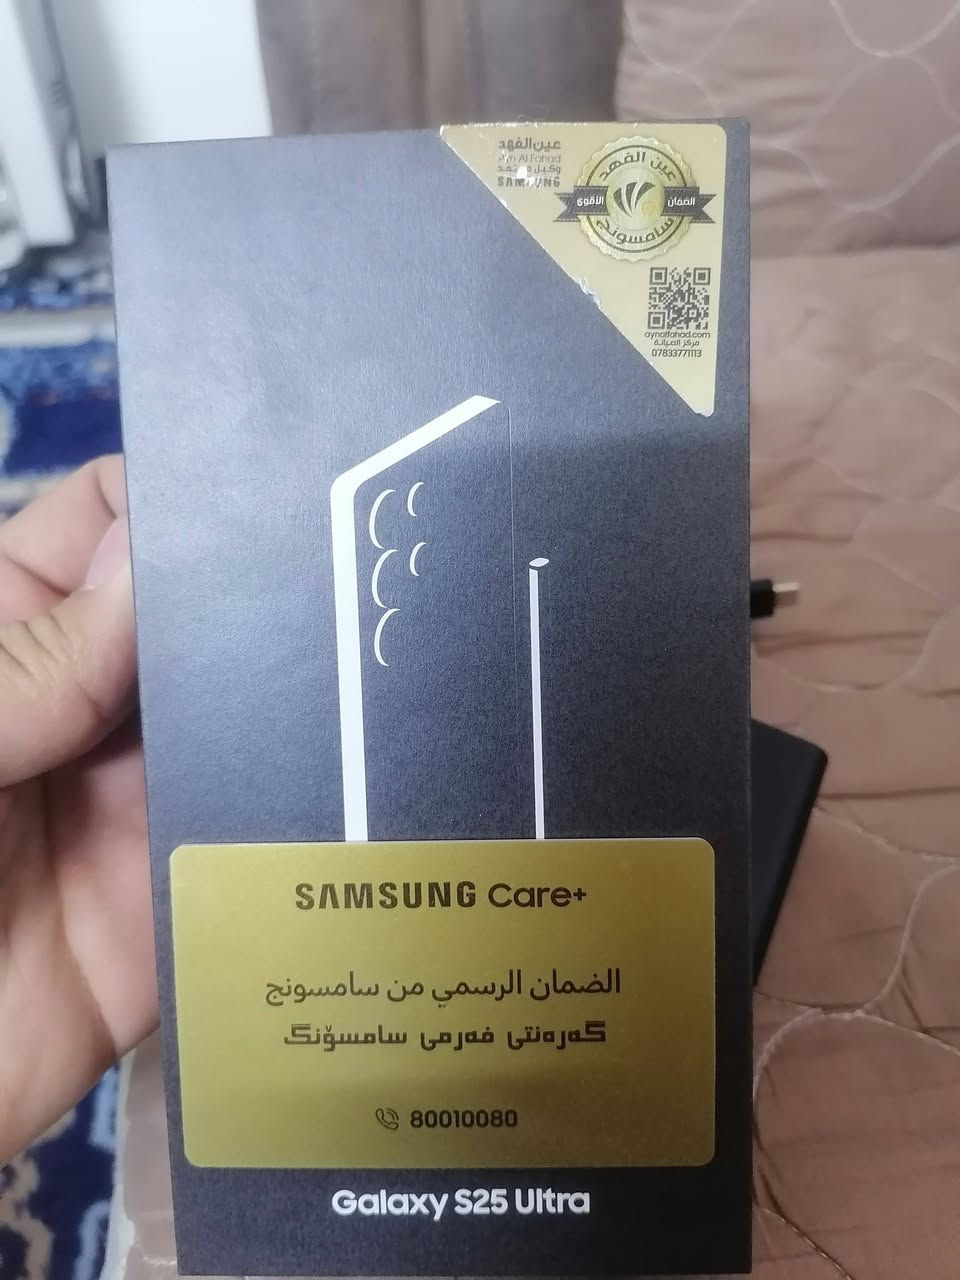 عين الفهد
Ayn Al Fahad
وكيل معتمد
SAMSUNG
عين الفهد
الضمان الأقوى
سامسونج
aynalfahad.com
مركز الصيانة
07833771113
SAMSUNG Care+
الضمان الرسمي من سامسونج
گەرەنتی فەرمی سامسۆنگ
80010080
Galaxy S25 Ultra